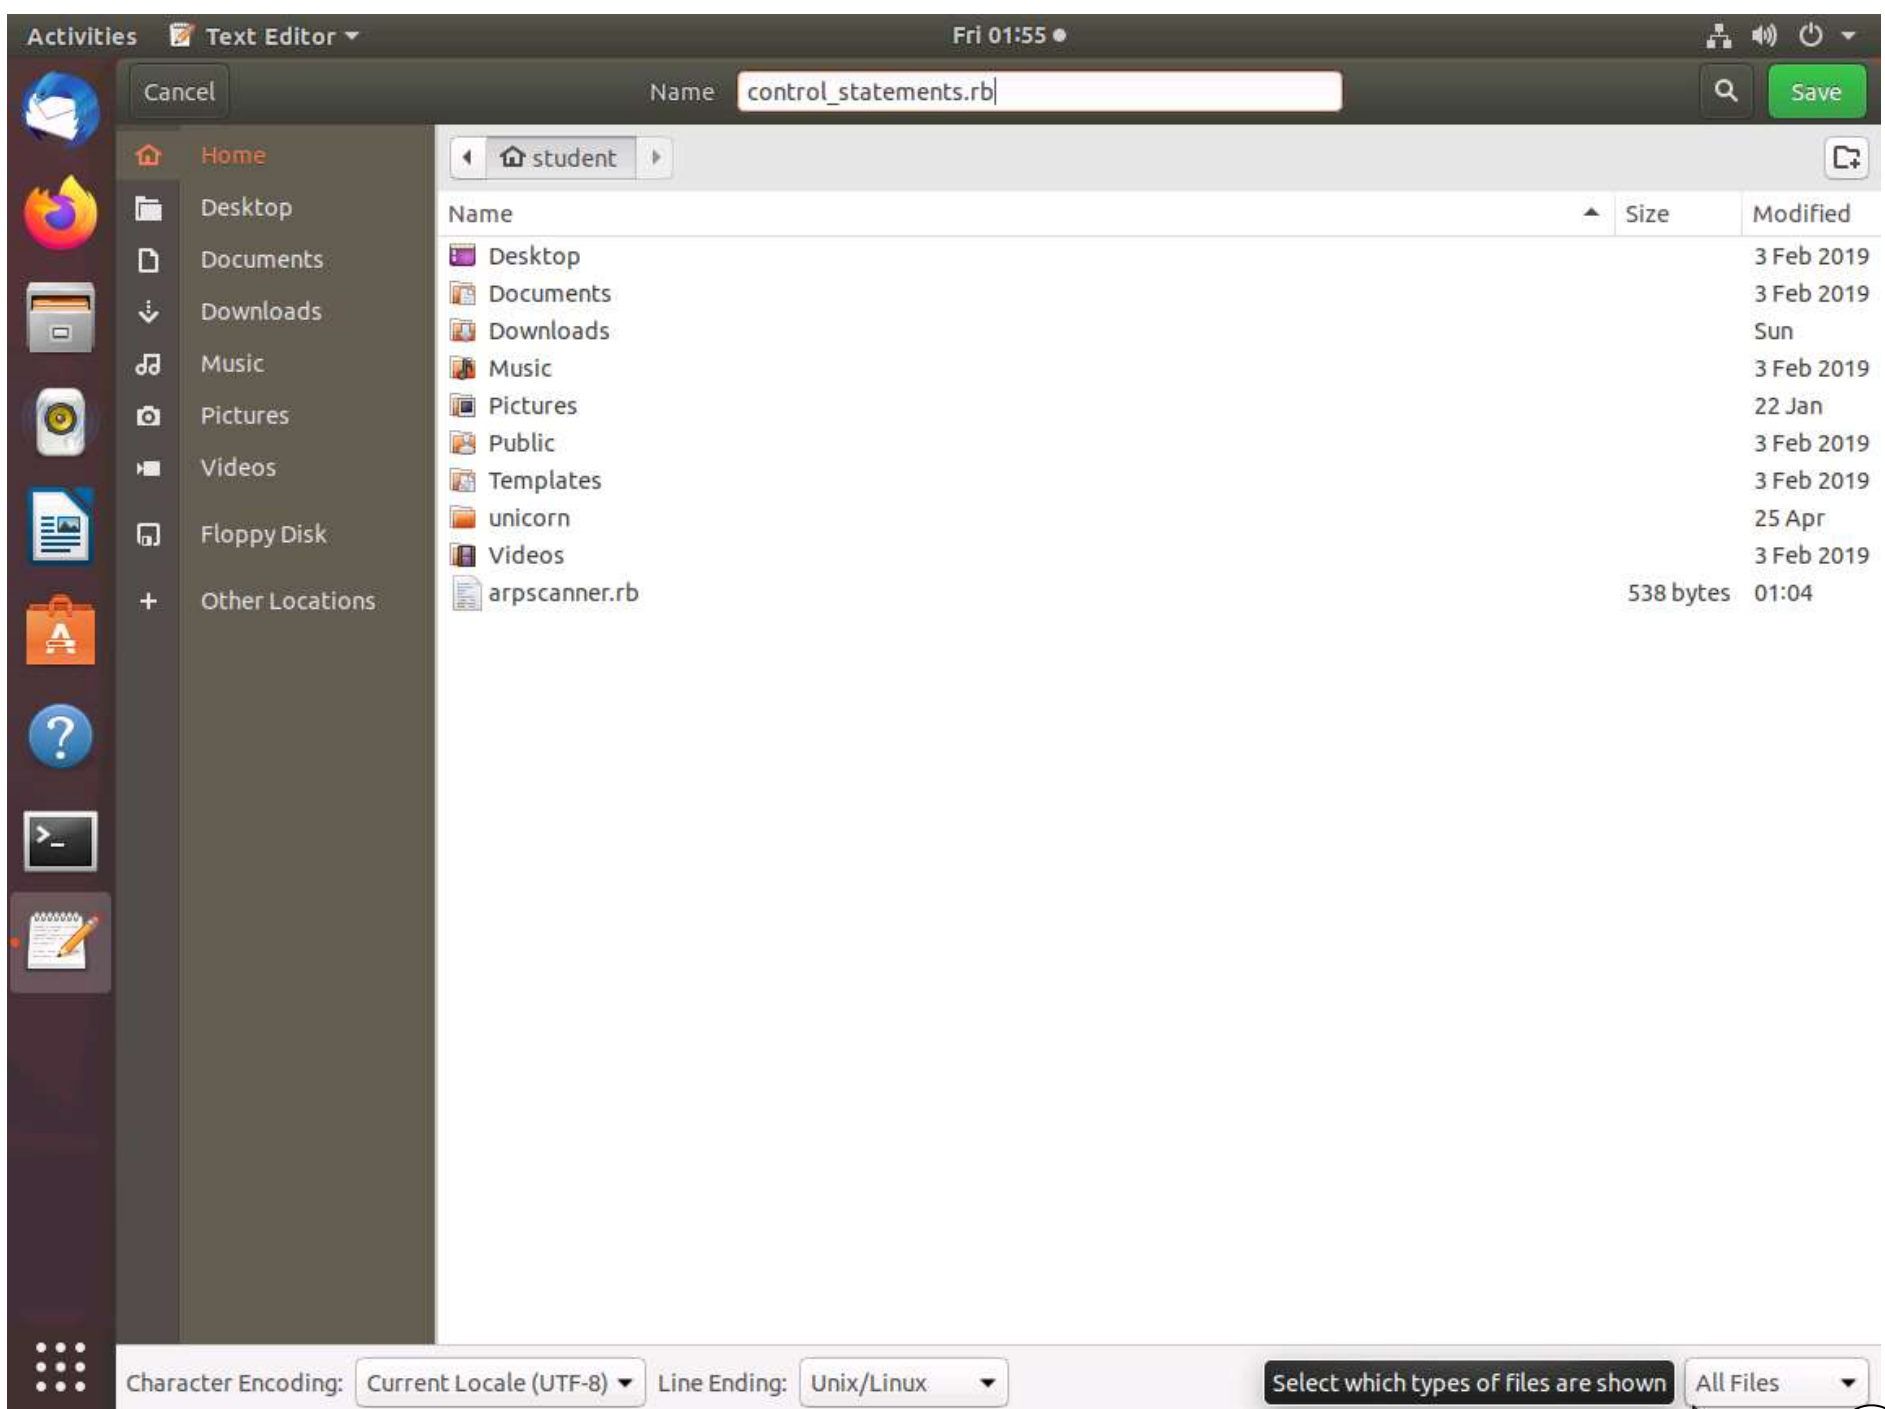 Activities Text Editor Fri 01:55
Cancel Name control_statements.rb Save
Home student
Desktop
Documents
Downloads
Music
Pictures
Videos
Floppy Disk
Other Locations
Name Size Modified
Desktop 3 Feb 2019
Documents 3 Feb 2019
Downloads Sun
Music 3 Feb 2019
Pictures 22 Jan
Public 3 Feb 2019
Templates 3 Feb 2019
unicorn 25 Apr
Videos 3 Feb 2019
arpscanner.rb 538 bytes 01:04
Character Encoding: Current Locale (UTF-8) Line Ending: Unix/Linux Select which types of files are shown All Files